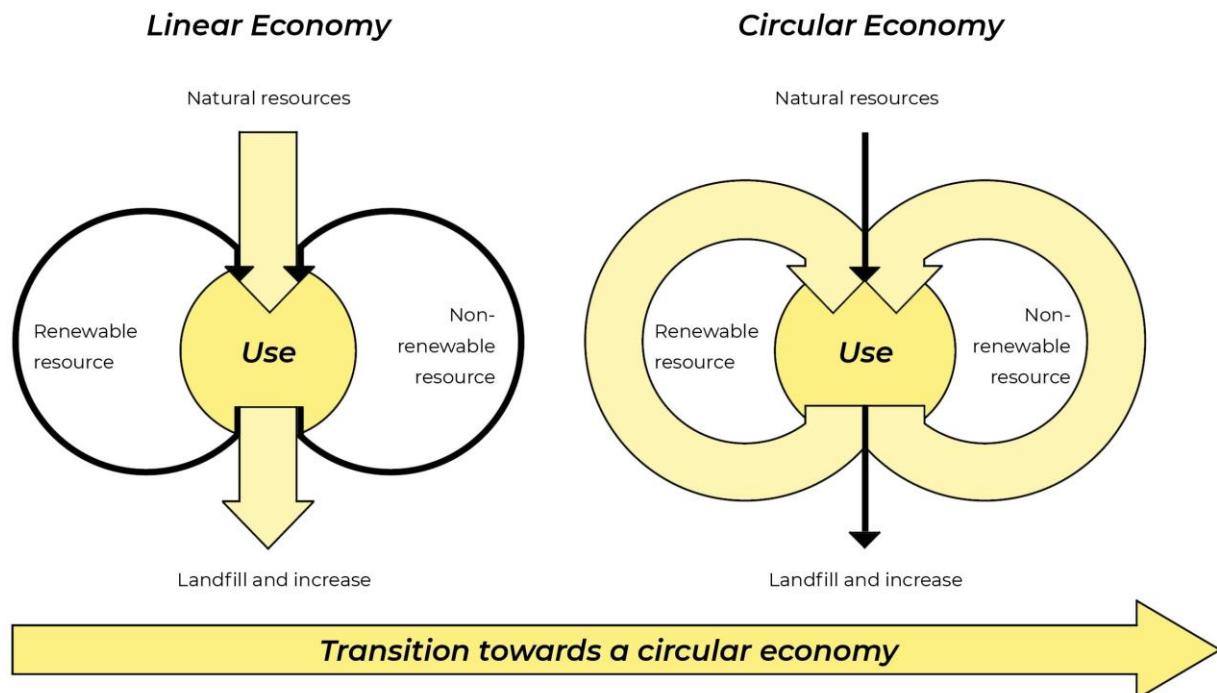 Linear Economy
Natural resources
Renewable
resource
Use
Non-
renewable
resource
Landfill and increase
Circular Economy
Natural resources
Renewable
resource
Use
Non-
renewable
resource
Landfill and increase
Transition towards a circular economy